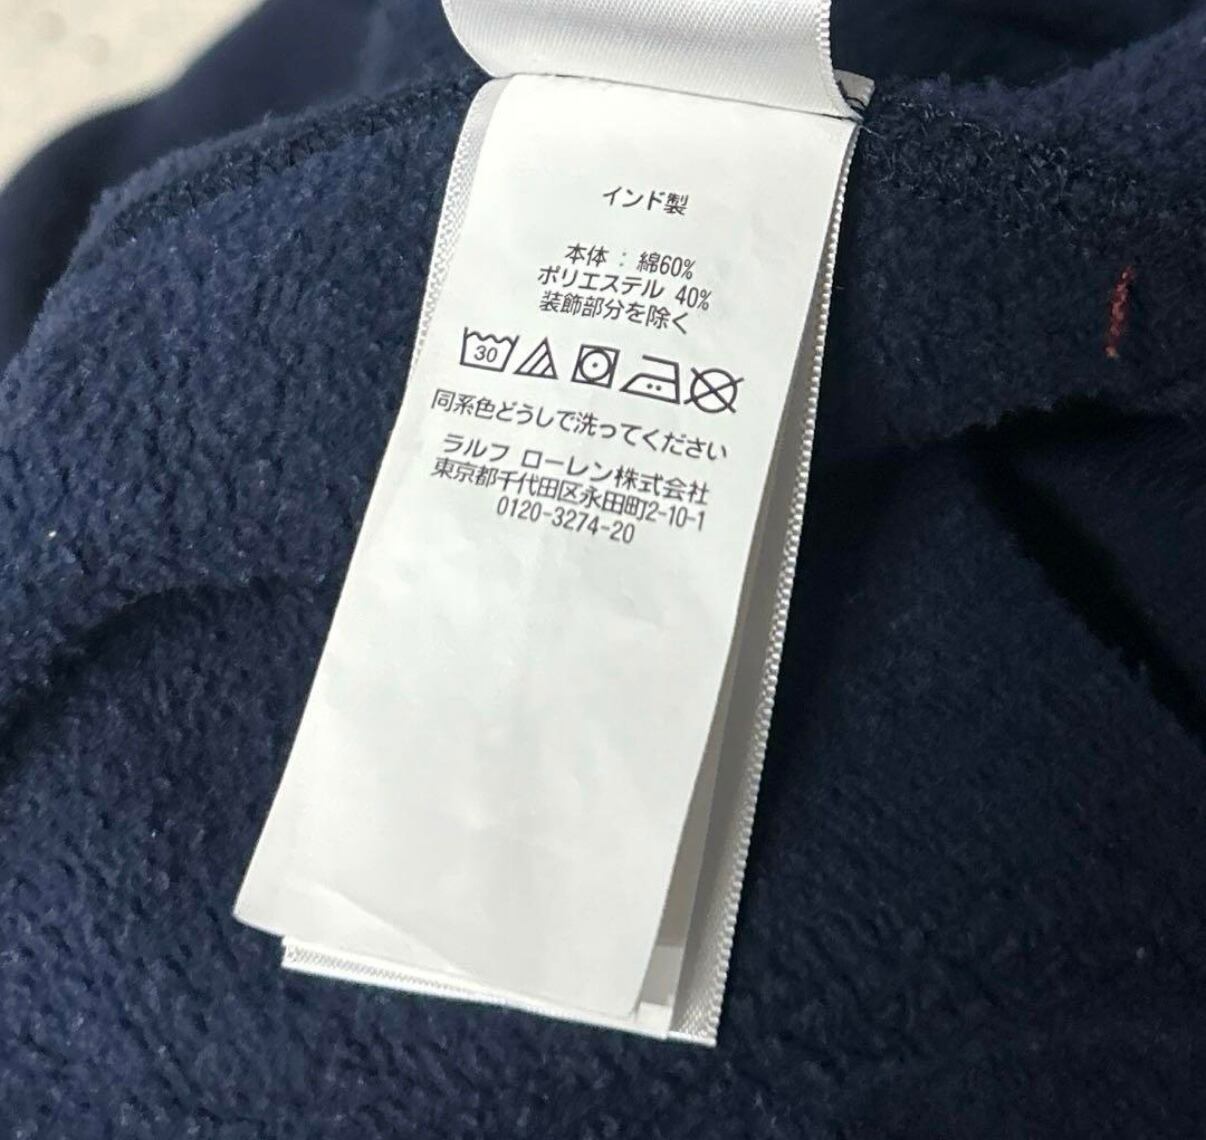 インド製
本体 : 綿60%
ポリエステル 40%
装飾部分を除く
30
同系色どうしで洗ってください
ラルフ ローレン株式会社
東京都千代田区永田町2-10-1
0120-3274-20